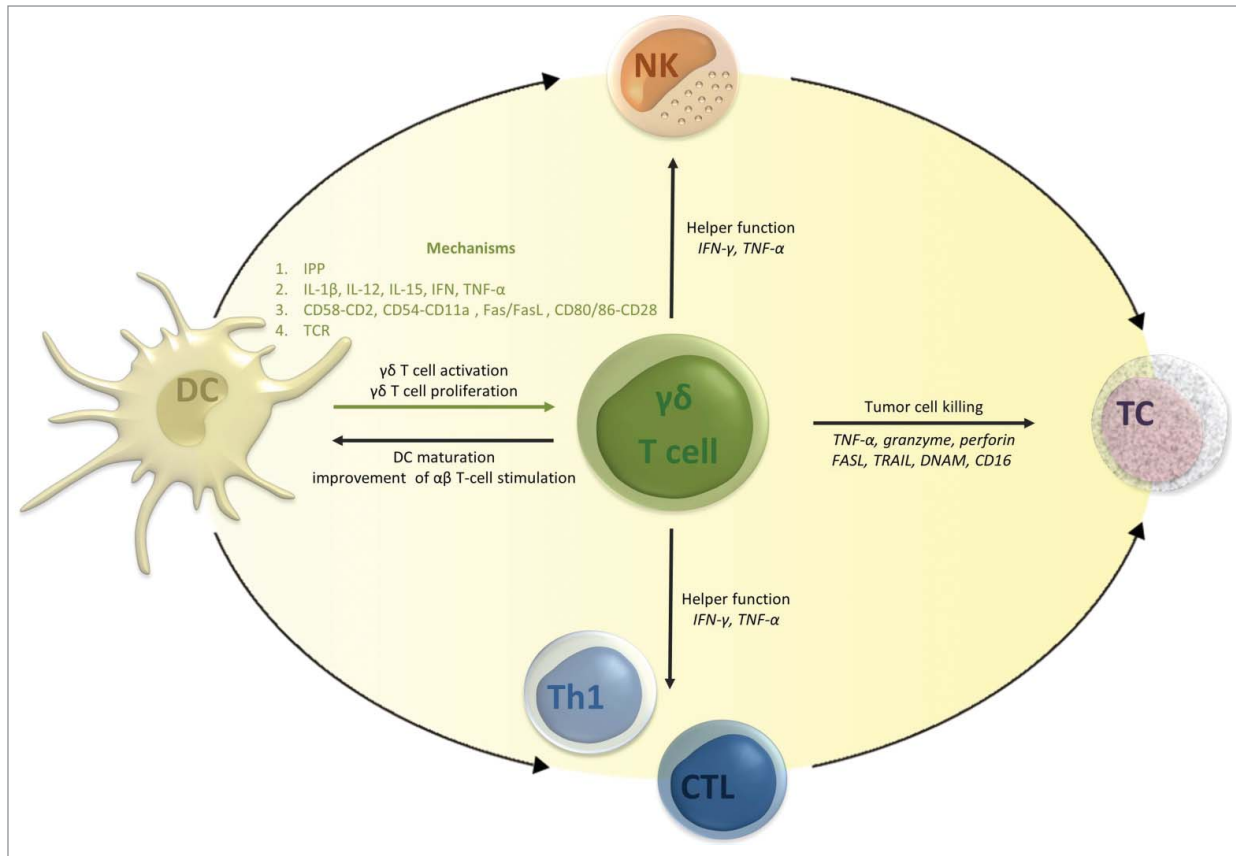 NK
Helper function
IFN-γ, TNF-α
Mechanisms
1. IPP
2. IL-1β, IL-12, IL-15, IFN, TNF-α
3. CD58-CD2, CD54-CD11a , Fas/FasL , CD80/86-CD28
4. TCR
DC
γδ T cell activation
γδ T cell proliferation
DC maturation
improvement of αβ T-cell stimulation
γδ
T cell
Tumor cell killing
TNF-α, granzyme, perforin
FASL, TRAIL, DNAM, CD16
TC
Helper function
IFN-γ, TNF-α
Th1
CTL